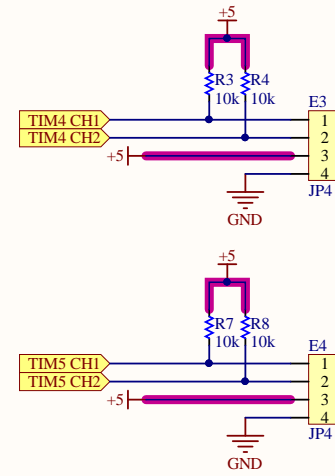 +5
R3 R4
10k 10k
E3
TIM4 CH1 1
TIM4 CH2 2
+5 3
4
JP4
GND
+5
R7 R8
10k 10k
E4
TIM5 CH1 1
TIM5 CH2 2
+5 3
4
JP4
GND